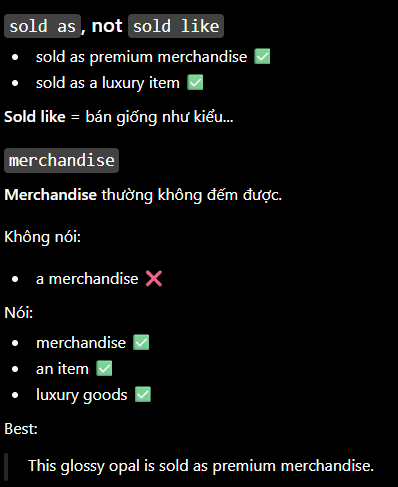 sold as, not sold like
sold as premium merchandise ✅
sold as a luxury item ✅
Sold like = bán giống như kiểu...
merchandise
Merchandise thường không đếm được.
Không nói:
a merchandise ❌
Nói:
merchandise ✅
an item ✅
luxury goods ✅
Best:
This glossy opal is sold as premium merchandise.